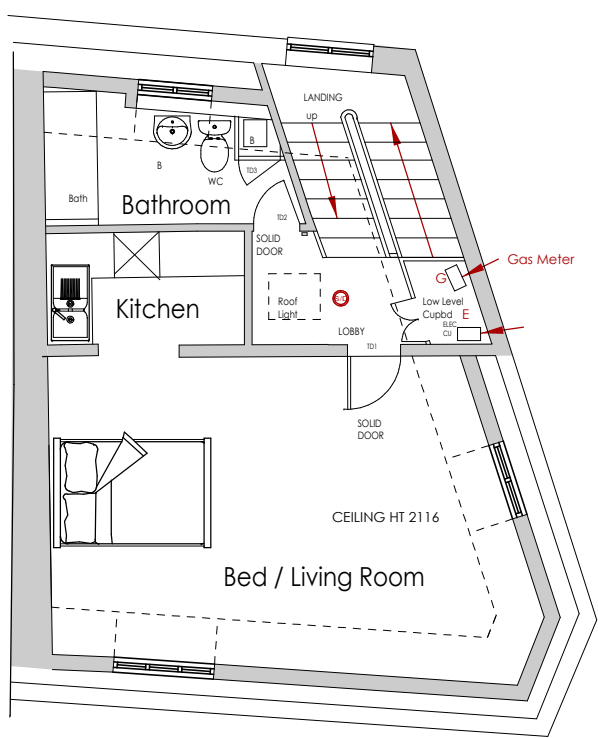 LANDING
up
B
TD3
B
WC
Bath
Bathroom
TD2
SOLID
DOOR
Gas Meter
G
Kitchen
Roof
Light
S/D
Low Level
Cupbd
E
ELEC
CU
LOBBY
TD1
SOLID
DOOR
CEILING HT 2116
Bed / Living Room